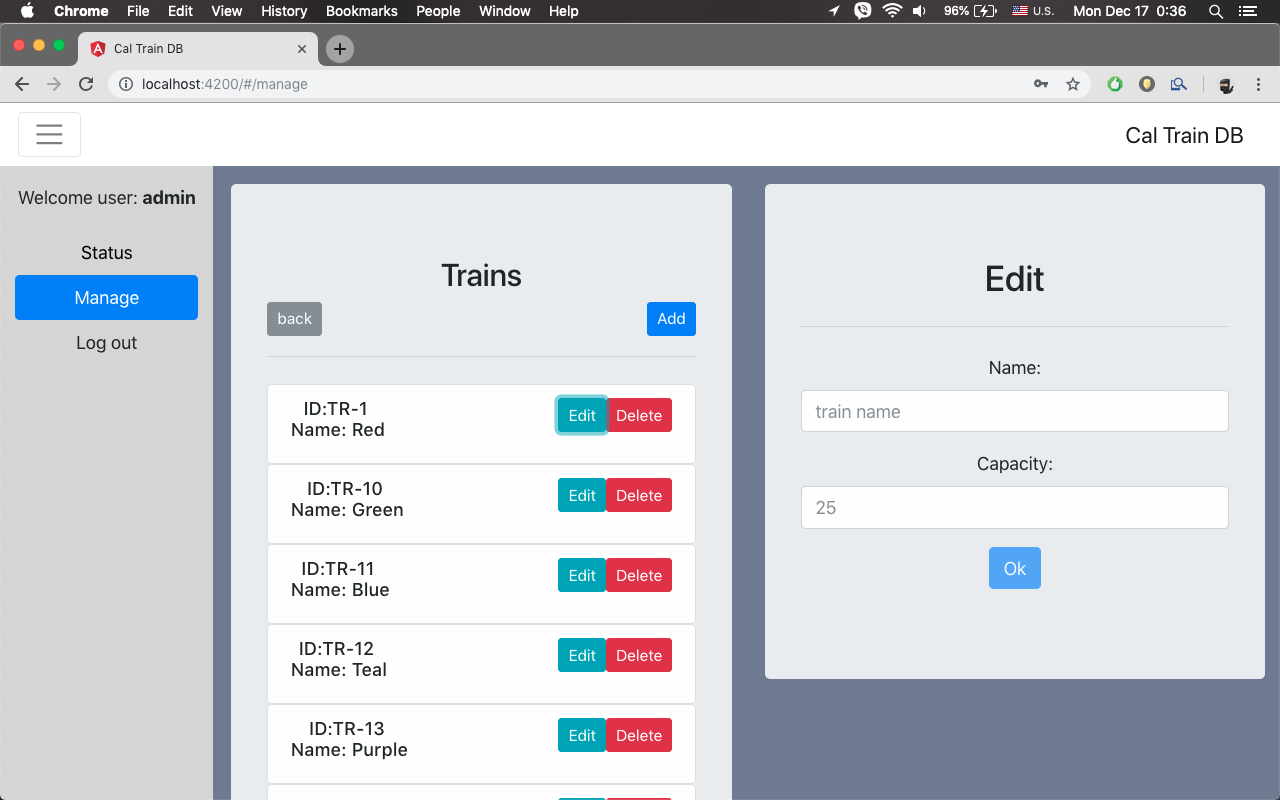 Chrome File Edit View History Bookmarks People Window Help 96% U.S. Mon Dec 17 0:36
Cal Train DB
localhost:4200/#/manage
Cal Train DB
Welcome user: admin
Status
Manage
Log out
Trains
back Add
ID:TR-1
Name: Red
Edit Delete
ID:TR-10
Name: Green
Edit Delete
ID:TR-11
Name: Blue
Edit Delete
ID:TR-12
Name: Teal
Edit Delete
ID:TR-13
Name: Purple
Edit Delete
Edit
Name:
train name
Capacity:
25
Ok